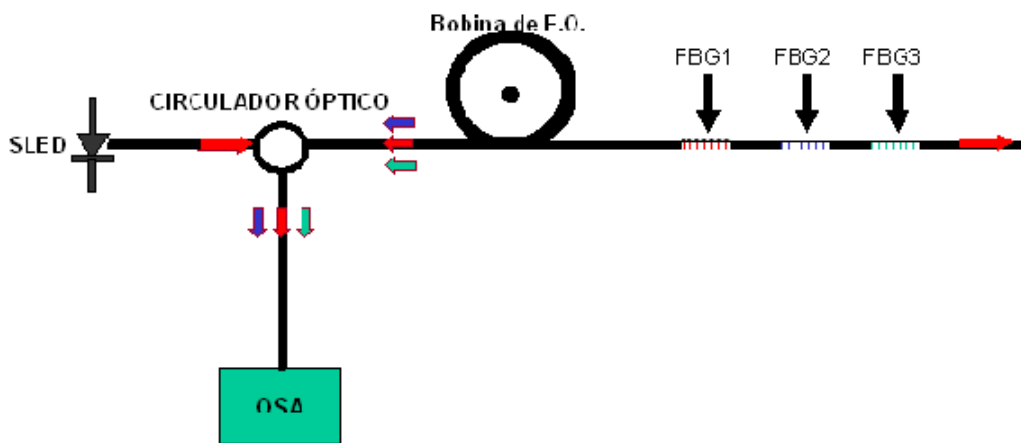 Bobina de F.O.
FBG1 FBG2 FBG3
CIRCULADOR ÓPTICO
SLED
OSA